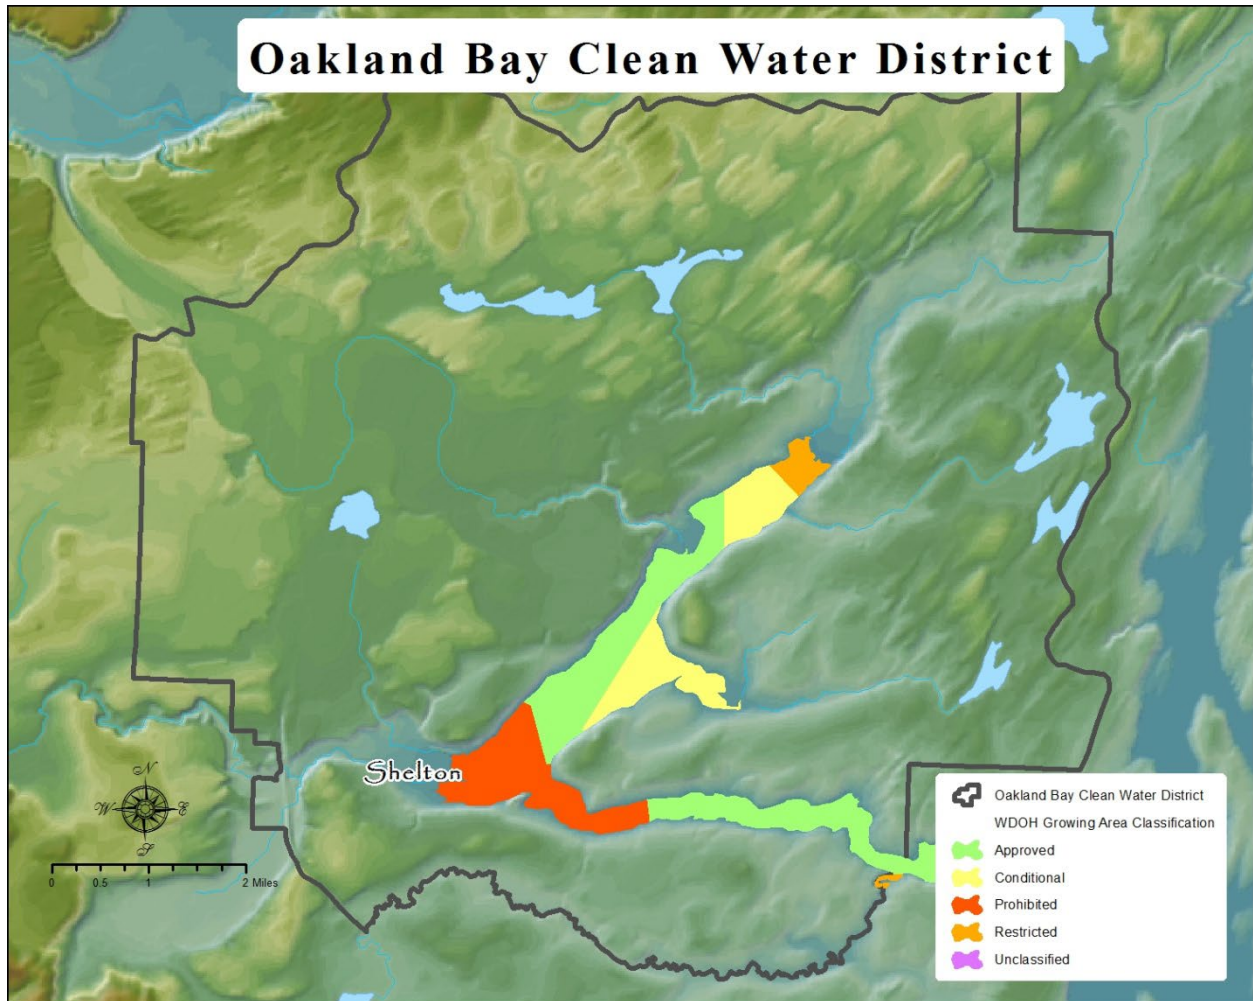 Oakland Bay Clean Water District
Shelton
N
W E
S
0 0.5 1 2 Miles
Oakland Bay Clean Water District
WDOH Growing Area Classification
Approved
Conditional
Prohibited
Restricted
Unclassified